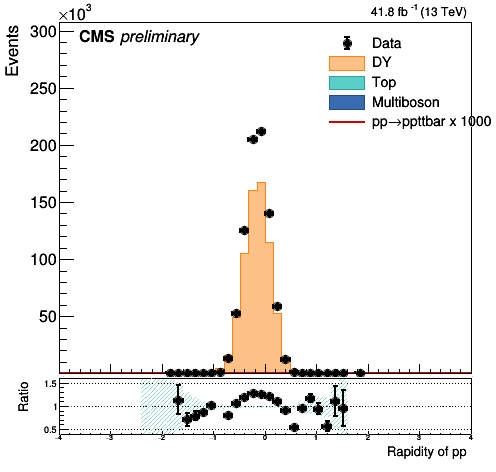 ×10³
41.8 fb⁻¹ (13 TeV)
CMS preliminary
Events
300
250
200
150
100
50
Data
DY
Top
Multiboson
pp→ppttbar x 1000
Ratio
1.5
1
0.5
-4 -3 -2 -1 0 1 2 3 4
Rapidity of pp